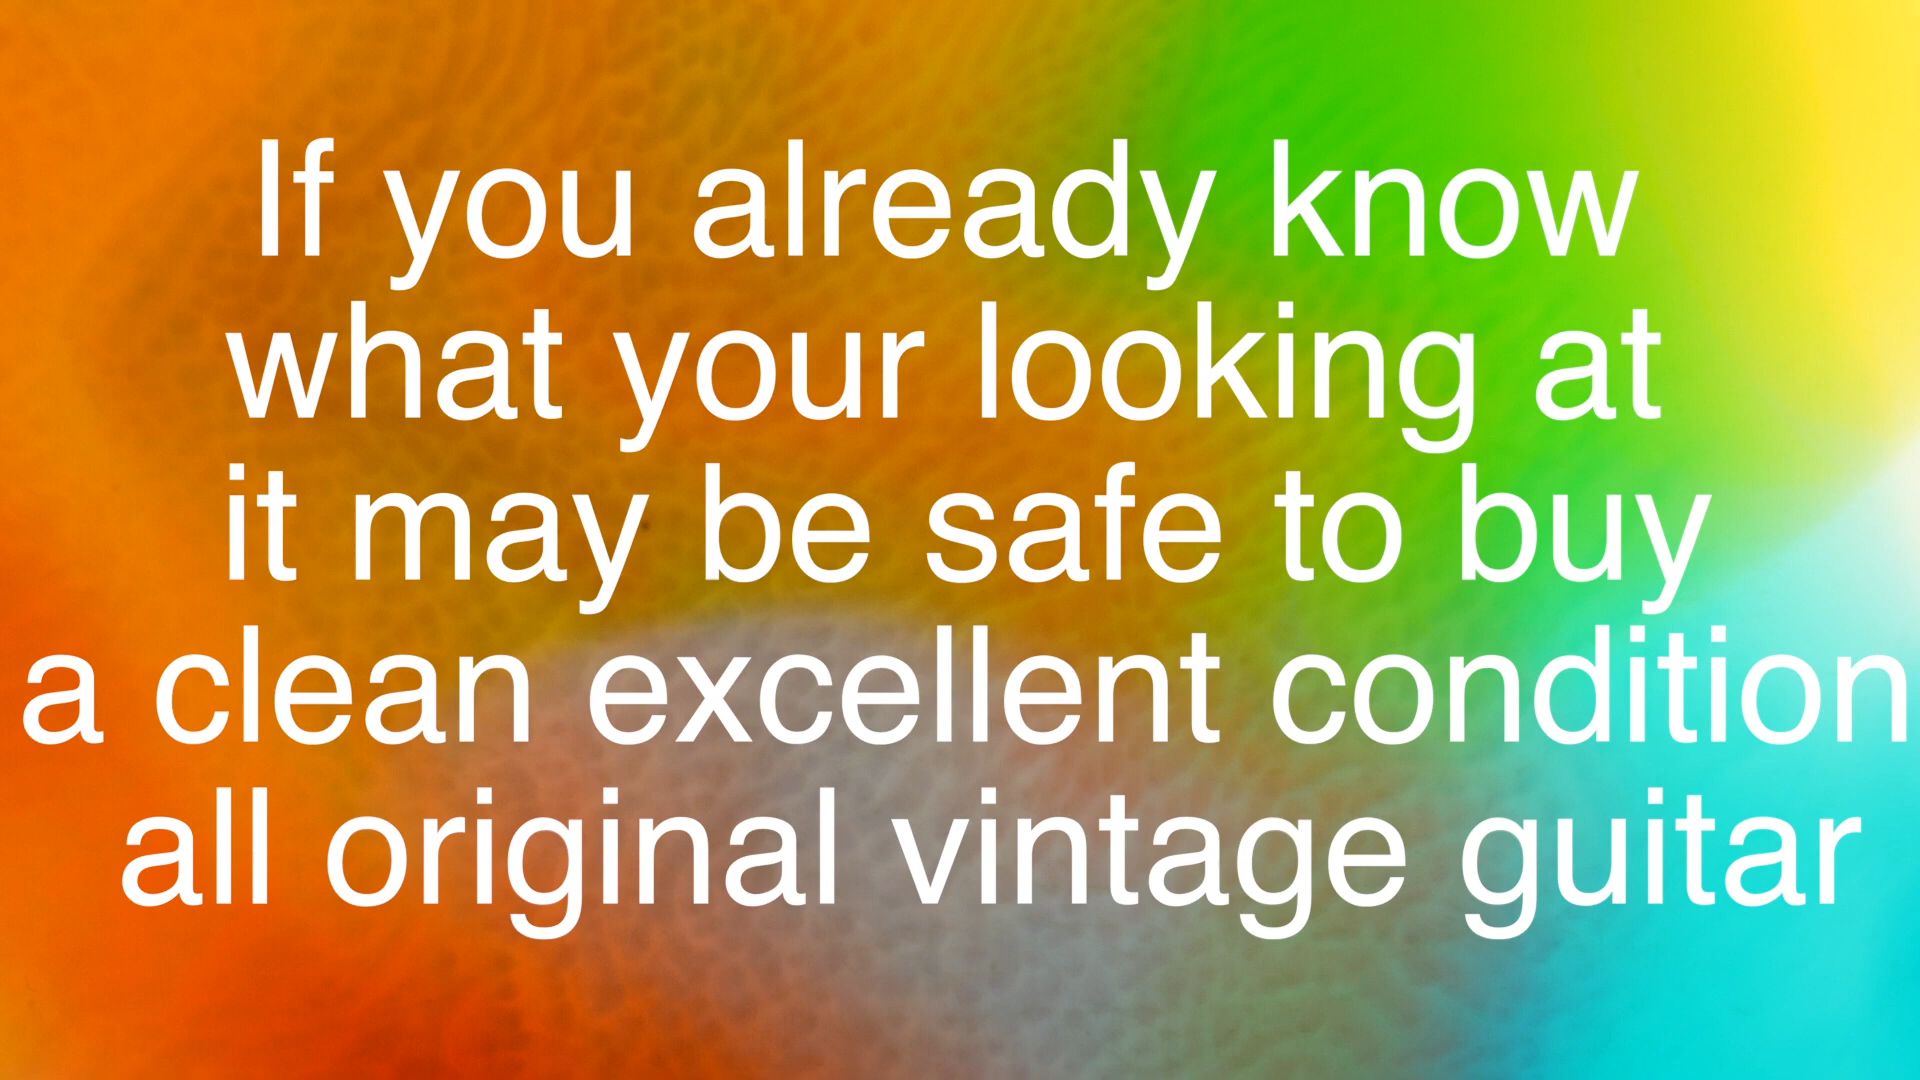 If you already know
what your looking at
it may be safe to buy
a clean excellent condition
all original vintage guitar